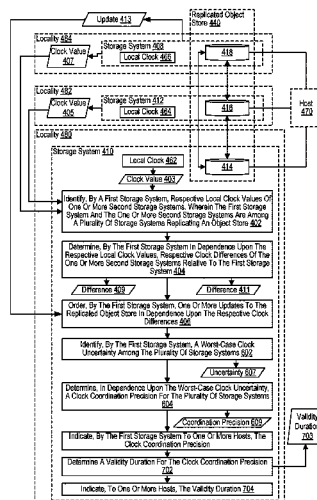 Update 413
Replicated Object
Store 440
Locality 484
Clock Value
407
Storage System 408
Local Clock 466
418
Locality 482
Clock Value
405
Storage System 412
Local Clock 464
416
Host
470
Locality 480
414
Storage System 410
Local Clock 462
Clock Value 403
Identify, By A First Storage System, Respective Local Clock Values Of
One Or More Second Storage Systems, Wherein The First Storage
System And The One Or More Second Storage Systems Are Among
A Plurality Of Storage Systems Replicating An Object Store 402
Determine, By The First Storage System In Dependence Upon The
Respective Local Clock Values, Respective Clock Differences Of The
One Or More Second Storage Systems Relative To The First Storage
System 404
Difference 409
Difference 411
Order, By The First Storage System, One Or More Updates To The
Replicated Object Store In Dependence Upon The Respective Clock
Differences 406
Identify, By The First Storage System, A Worst-Case Clock
Uncertainty Among The Plurality Of Storage Systems 602
Uncertainty 607
Determine, In Dependence Upon The Worst-Case Clock Uncertainty,
A Clock Coordination Precision For The Plurality Of Storage Systems
604
Coordination Precision 609
Indicate, By The First Storage System To One Or More Hosts, The
Clock Coordination Precision
Determine A Validity Duration For The Clock Coordination Precision
702
Validity
Duration
703
Indicate, To One Or More Hosts, The Validity Duration 704